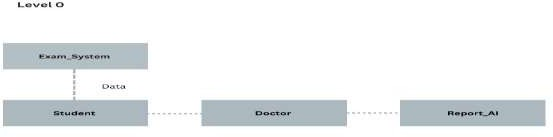 Level 0
Exam_System
Data
Student
Doctor
Report_AI